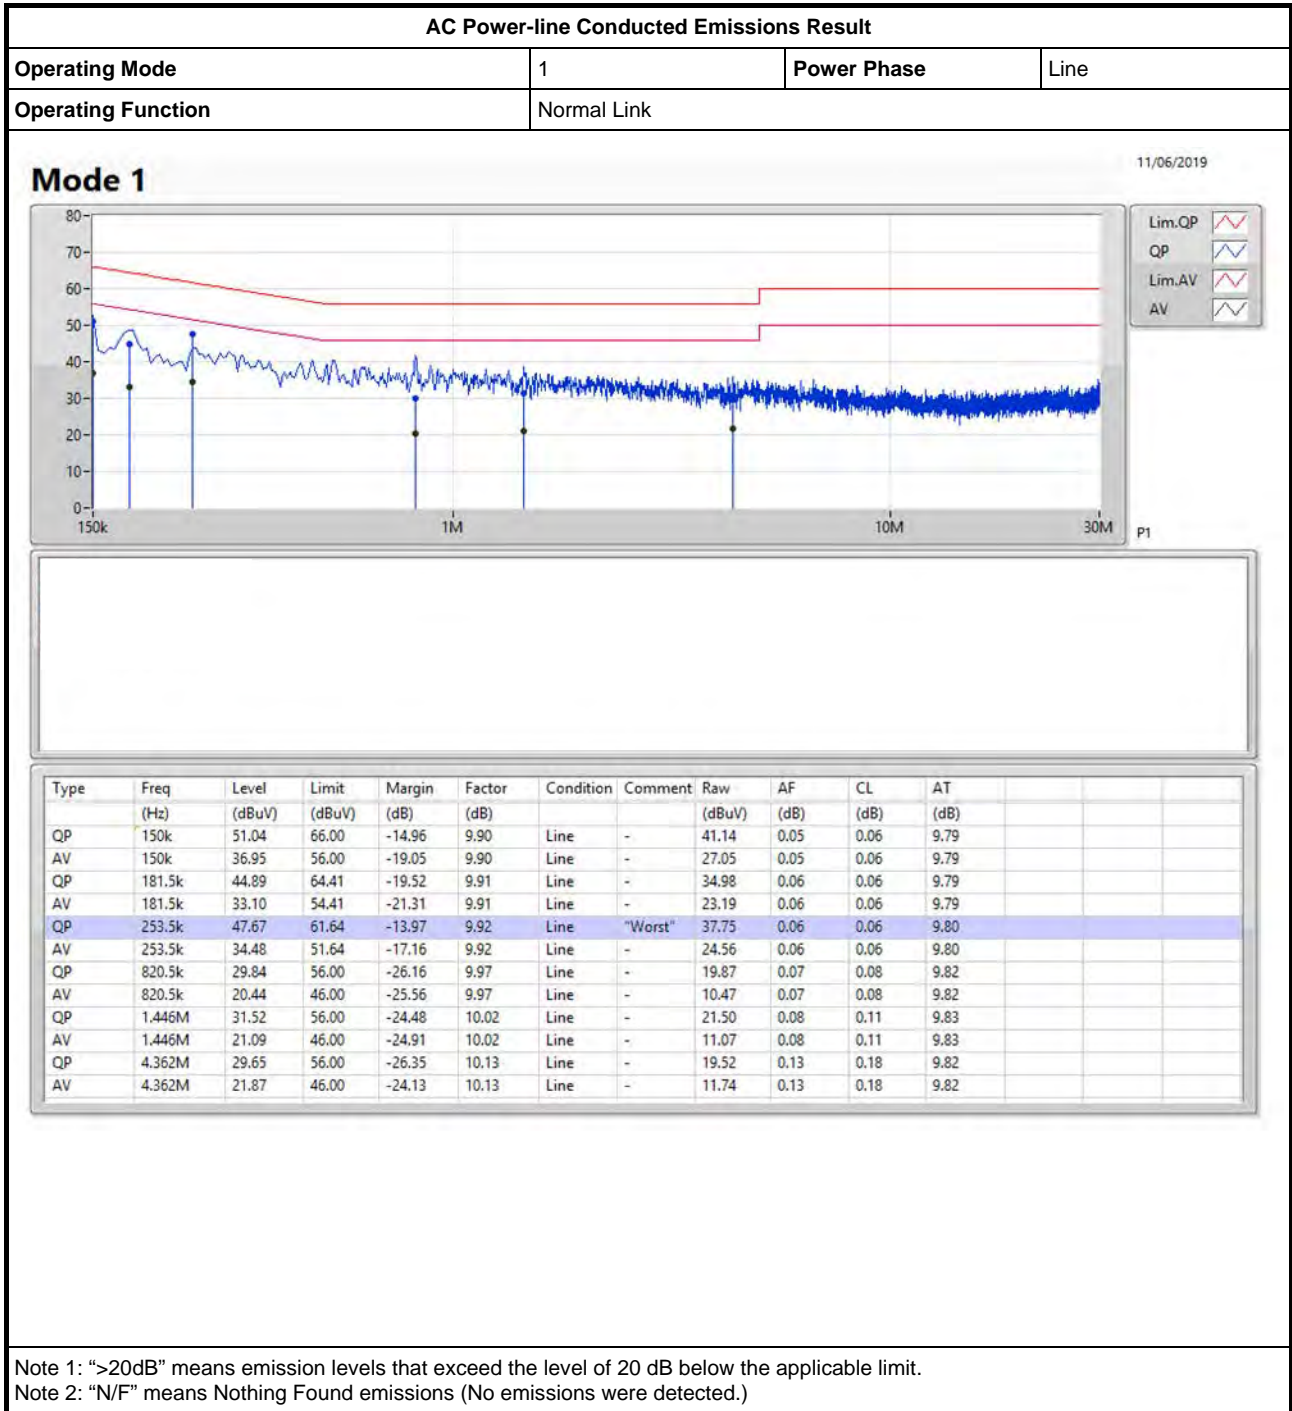 AC Power-line Conducted Emissions Result
Operating Mode 1 Power Phase Line
Operating Function Normal Link
11/06/2019
Mode 1
80
70
60
50
40
30
20
10
0
150k 1M 10M 30M
P1
Lim.QP
QP
Lim.AV
AV
Type Freq Level Limit Margin Factor Condition Comment Raw AF CL AT
(Hz) (dBuV) (dBuV) (dB) (dB) (dBuV) (dB) (dB) (dB)
QP 150k 51.04 66.00 -14.96 9.90 Line - 41.14 0.05 0.06 9.79
AV 150k 36.95 56.00 -19.05 9.90 Line - 27.05 0.05 0.06 9.79
QP 181.5k 44.89 64.41 -19.52 9.91 Line - 34.98 0.06 0.06 9.79
AV 181.5k 33.10 54.41 -21.31 9.91 Line - 23.19 0.06 0.06 9.79
QP 253.5k 47.67 61.64 -13.97 9.92 Line "Worst" 37.75 0.06 0.06 9.80
AV 253.5k 34.48 51.64 -17.16 9.92 Line - 24.56 0.06 0.06 9.80
QP 820.5k 29.84 56.00 -26.16 9.97 Line - 19.87 0.07 0.08 9.82
AV 820.5k 20.44 46.00 -25.56 9.97 Line - 10.47 0.07 0.08 9.82
QP 1.446M 31.52 56.00 -24.48 10.02 Line - 21.50 0.08 0.11 9.83
AV 1.446M 21.09 46.00 -24.91 10.02 Line - 11.07 0.08 0.11 9.83
QP 4.362M 29.65 56.00 -26.35 10.13 Line - 19.52 0.13 0.18 9.82
AV 4.362M 21.87 46.00 -24.13 10.13 Line - 11.74 0.13 0.18 9.82
Note 1: “>20dB” means emission levels that exceed the level of 20 dB below the applicable limit.
Note 2: “N/F” means Nothing Found emissions (No emissions were detected.)